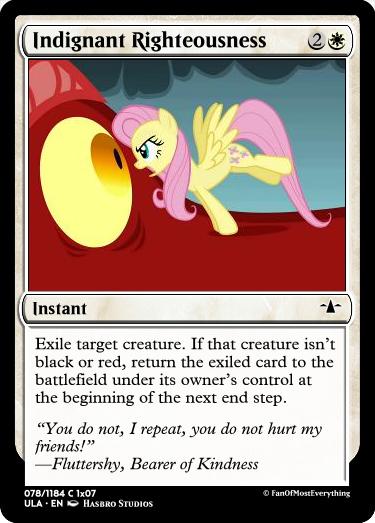 Indignant Righteousness 2
Instant
Exile target creature. If that creature isn't
black or red, return the exiled card to the
battlefield under its owner's control at
the beginning of the next end step.
"You do not, I repeat, you do not hurt my
friends!"
—Fluttershy, Bearer of Kindness
078/1184 C 1x07
ULA • EN Hasbro Studios
© FanOfMostEverything